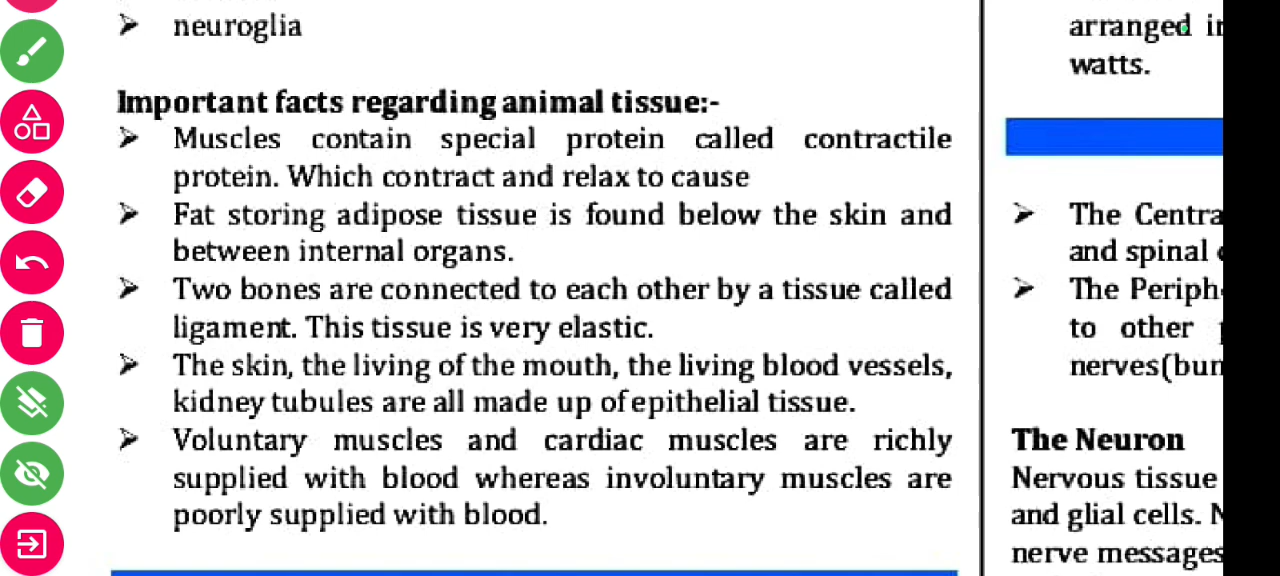 neuroglia
Important facts regarding animal tissue:-
Muscles contain special protein called contractile
protein. Which contract and relax to cause
Fat storing adipose tissue is found below the skin and
between internal organs.
Two bones are connected to each other by a tissue called
ligament. This tissue is very elastic.
The skin, the living of the mouth, the living blood vessels,
kidney tubules are all made up of epithelial tissue.
Voluntary muscles and cardiac muscles are richly
supplied with blood whereas involuntary muscles are
poorly supplied with blood.
arranged
watts.
The
and spinal
The
to other
The Neuron
Nervous tissue
and glial cells.
nerve messages